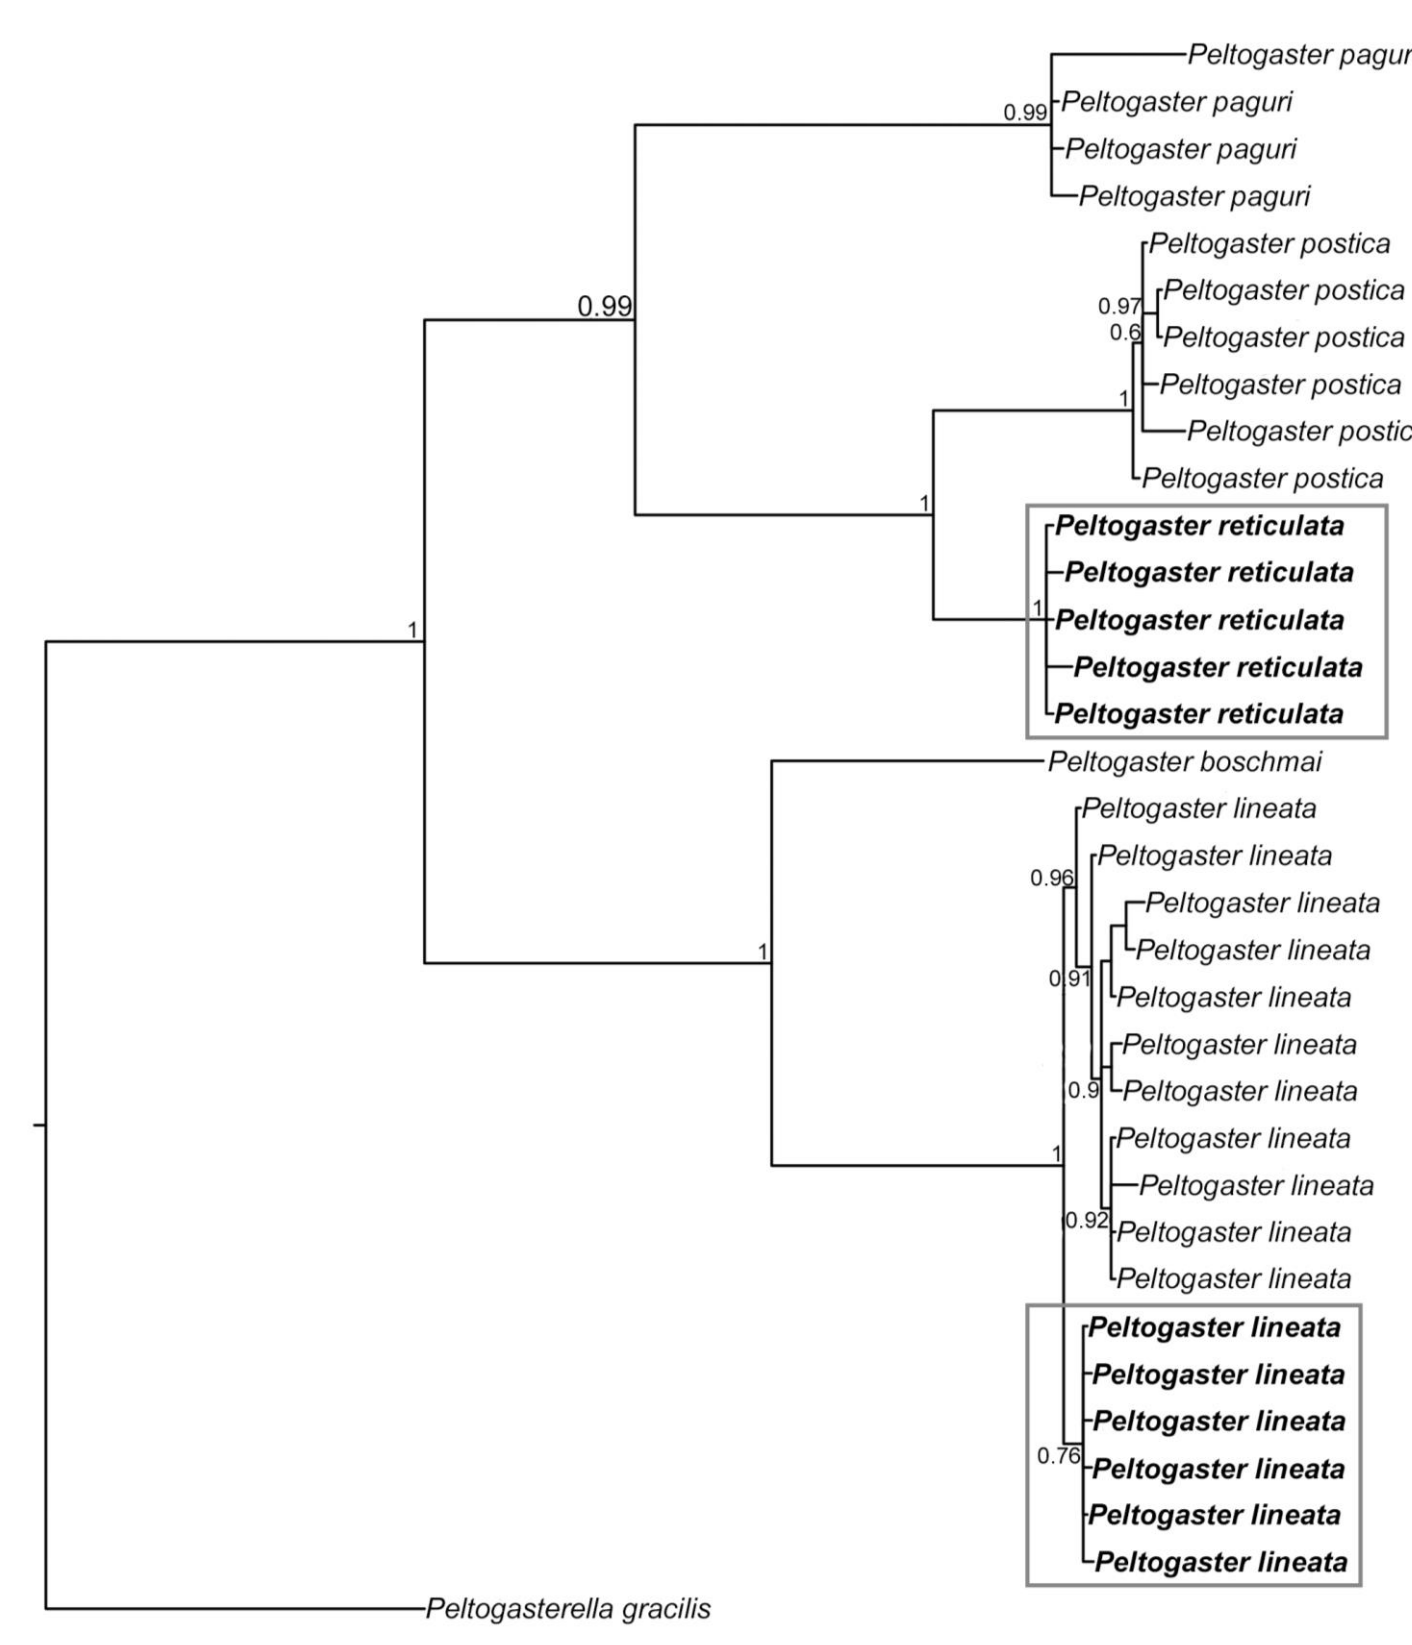 Peltogaster pagur
Peltogaster paguri
0.99
Peltogaster paguri
Peltogaster paguri
Peltogaster postica
Peltogaster postica
0.97
0.99
0.6
Peltogaster postica
Peltogaster postica
1
Peltogaster postic
Peltogaster postica
1
Peltogaster reticulata
Peltogaster reticulata
1
Peltogaster reticulata
1
Peltogaster reticulata
Peltogaster reticulata
Peltogaster boschmai
Peltogaster lineata
Peltogaster lineata
0.96
Peltogaster lineata
1
Peltogaster lineata
0.91
Peltogaster lineata
Peltogaster lineata
0.9
Peltogaster lineata
Peltogaster lineata
1
Peltogaster lineata
0.92
Peltogaster lineata
Peltogaster lineata
Peltogaster lineata
Peltogaster lineata
Peltogaster lineata
0.76
Peltogaster lineata
Peltogaster lineata
Peltogaster lineata
Peltogasterella gracilis